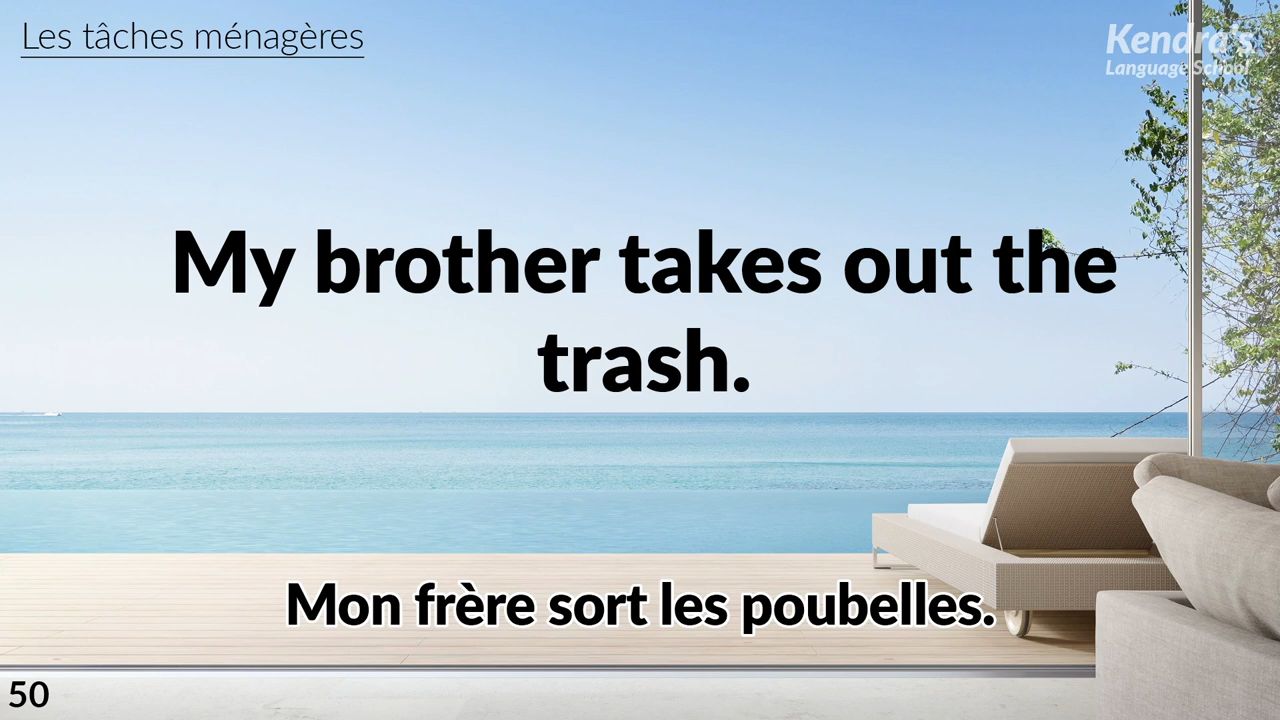 Les tâches ménagères
Kendra's
Language School
My brother takes out the
trash.
Mon frère sort les poubelles.
50